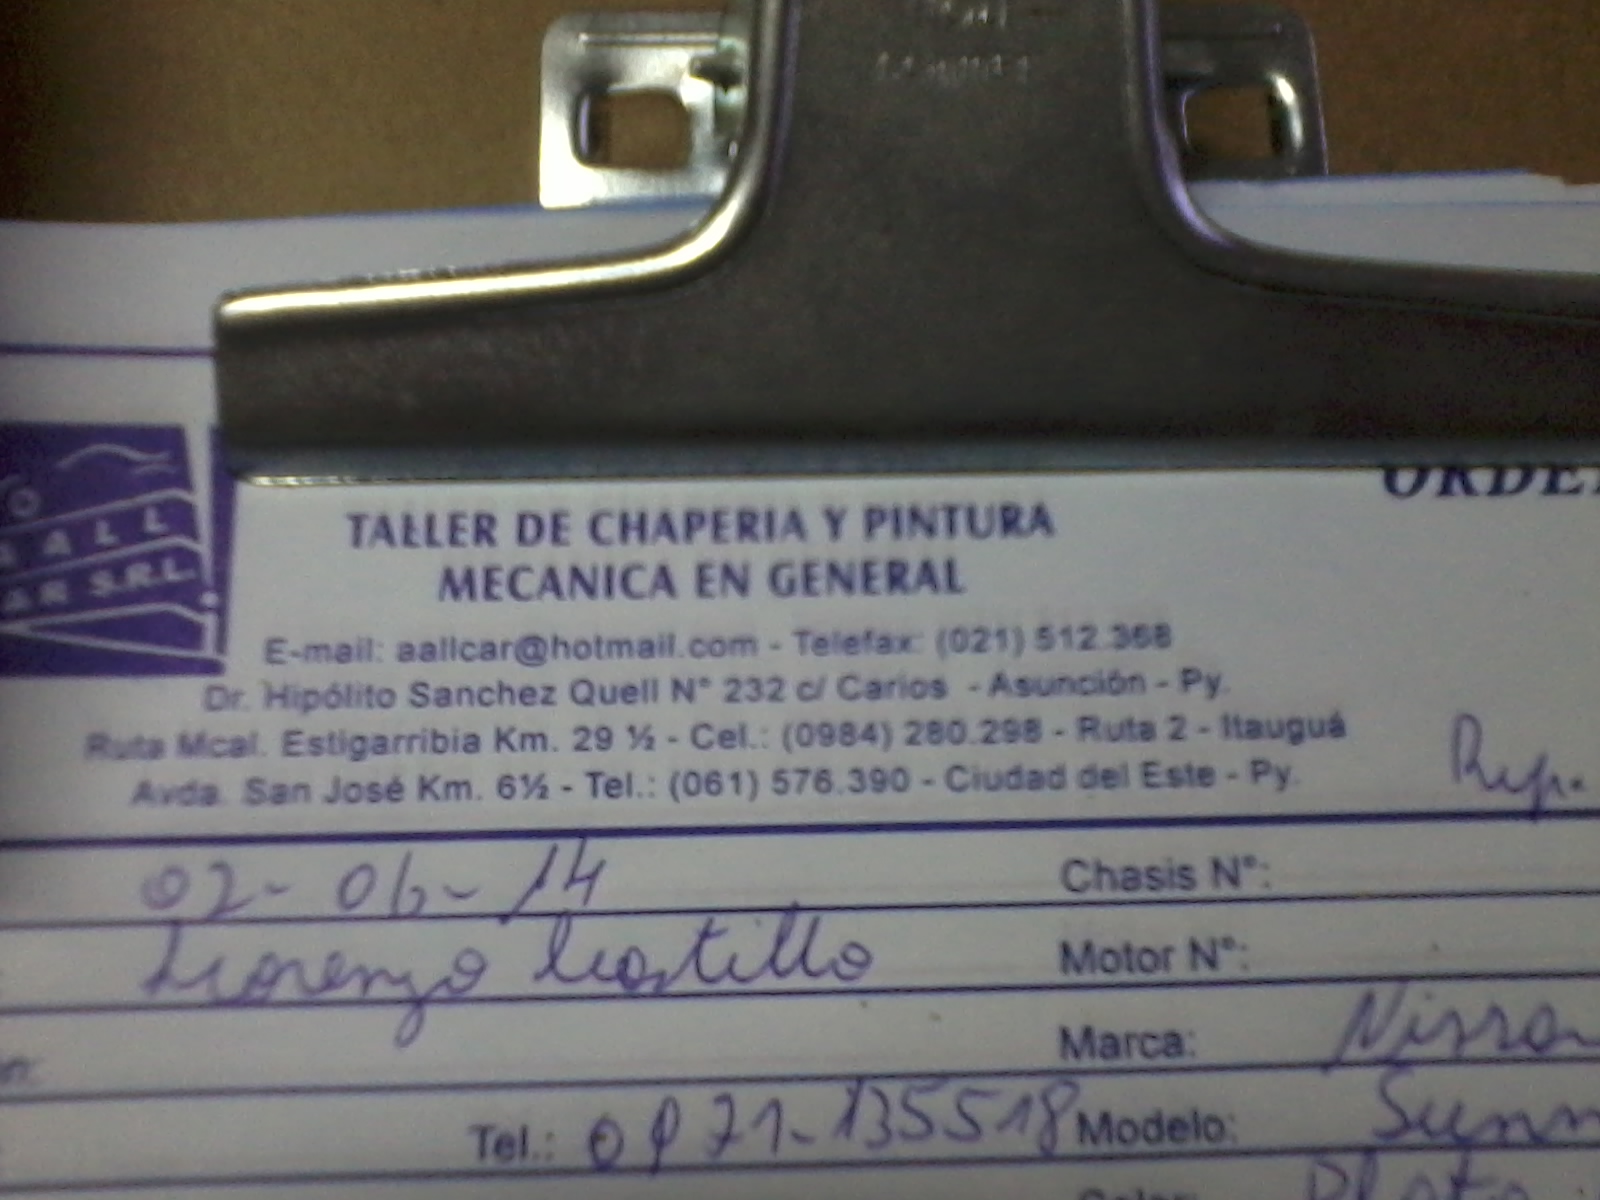 ORDE
AALL
AR S.R.L.
TALLER DE CHAPERIA Y PINTURA
MECANICA EN GENERAL
E-mail: aallcar@hotmail.com - Telefax: (021) 512.368
Dr. Hipólito Sanchez Quell N° 232 c/ Carios - Asunción - Py.
Ruta Mcal. Estigarribia Km. 29 ½ - Cel.: (0984) 280.298 - Ruta 2 - Itauguá
Rep.
Avda. San José Km. 6½ - Tel.: (061) 576.390 - Ciudad del Este - Py.
02-06-14 Chasis N°:
Lorenzo Castillo Motor N°:
Marca: Nissan
Tel.: 0971-135518 Modelo: Sunn
Color: Plata